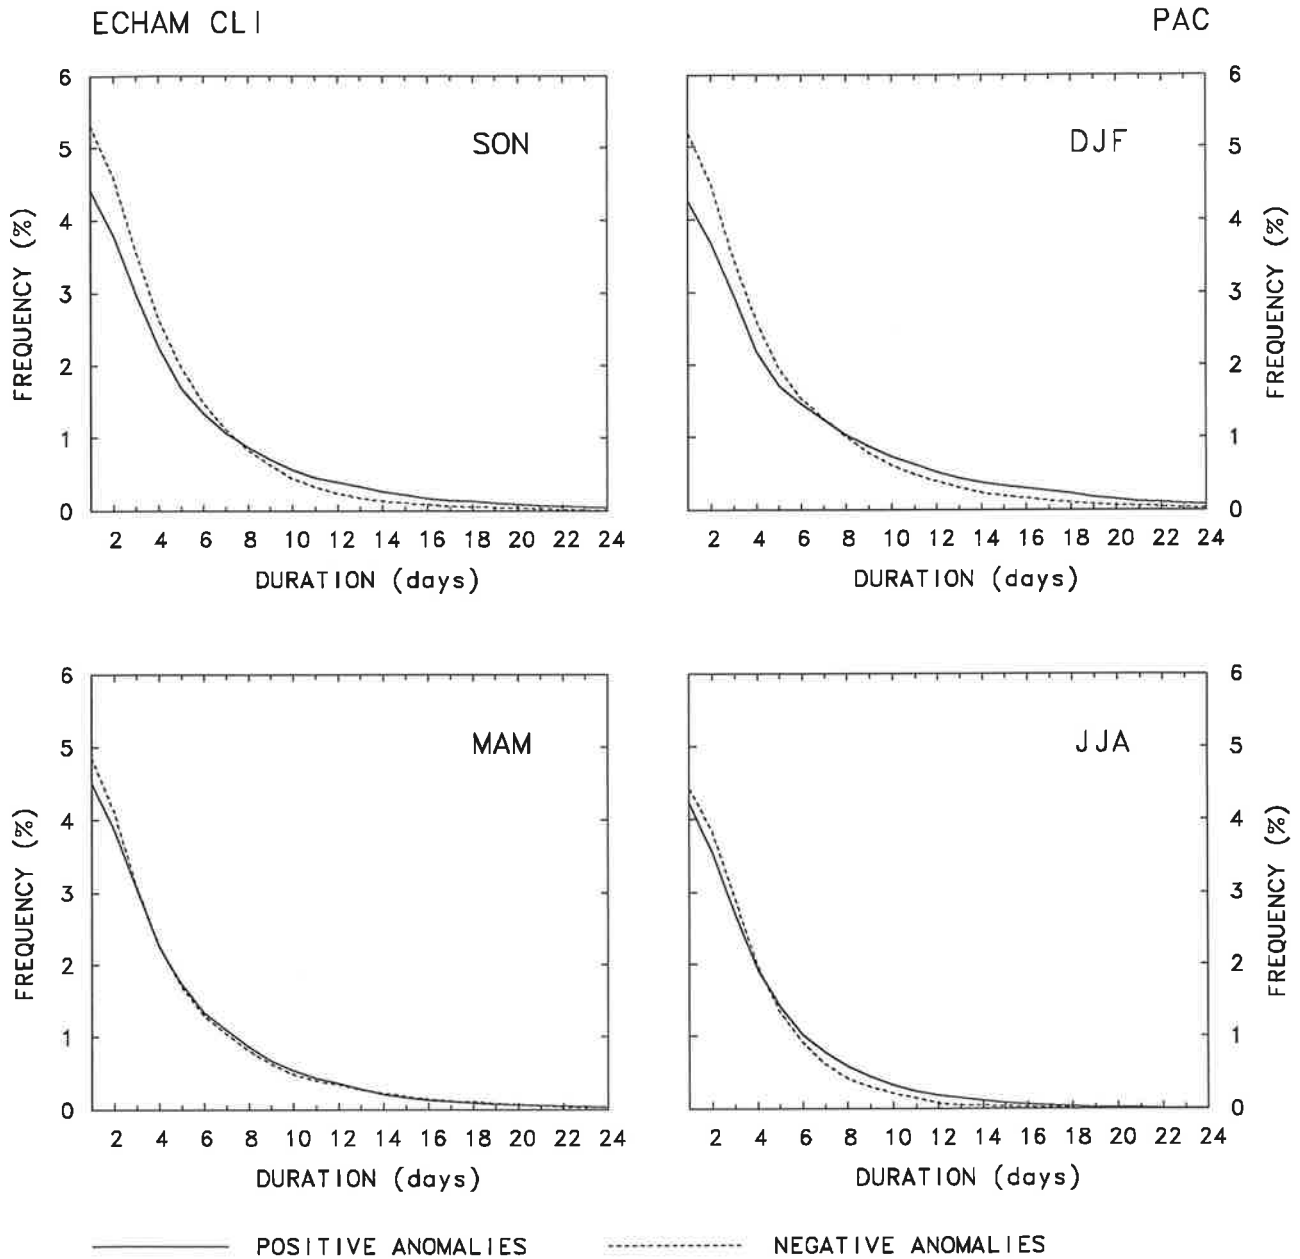 ECHAM CLI
PAC
6
5
4
3
2
1
0
FREQUENCY (%)
SON
2 4 6 8 10 12 14 16 18 20 22 24
DURATION (days)
DJF
6
5
4
3
2
1
0
FREQUENCY (%)
2 4 6 8 10 12 14 16 18 20 22 24
DURATION (days)
6
5
4
3
2
1
0
FREQUENCY (%)
MAM
2 4 6 8 10 12 14 16 18 20 22 24
DURATION (days)
JJA
6
5
4
3
2
1
0
FREQUENCY (%)
2 4 6 8 10 12 14 16 18 20 22 24
DURATION (days)
POSITIVE ANOMALIES
NEGATIVE ANOMALIES